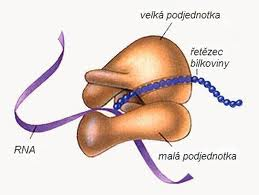 velká podjednotka
řetězec
bílkoviny
RNA
malá podjednotka